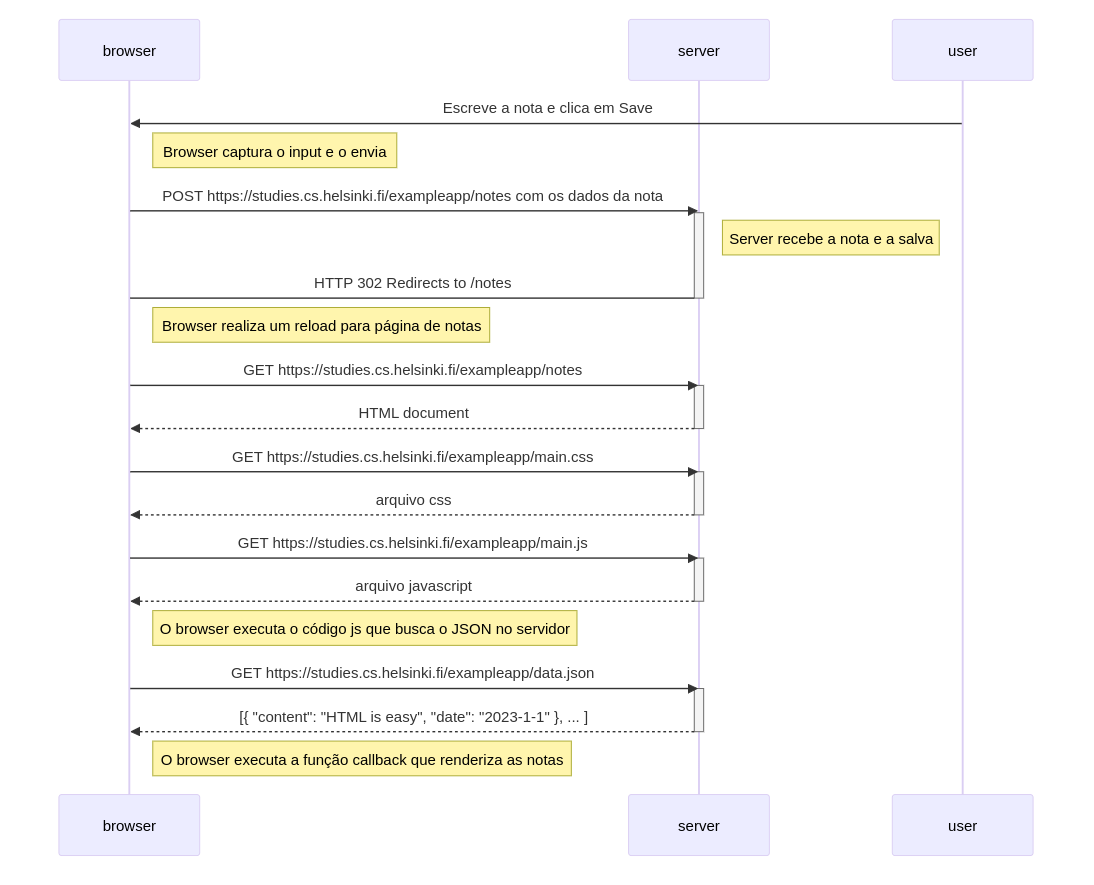 browser
server
user
Escreve a nota e clica em Save
Browser captura o input e o envia
POST https://studies.cs.helsinki.fi/exampleapp/notes com os dados da nota
Server recebe a nota e a salva
HTTP 302 Redirects to /notes
Browser realiza um reload para página de notas
GET https://studies.cs.helsinki.fi/exampleapp/notes
HTML document
GET https://studies.cs.helsinki.fi/exampleapp/main.css
arquivo css
GET https://studies.cs.helsinki.fi/exampleapp/main.js
arquivo javascript
O browser executa o código js que busca o JSON no servidor
GET https://studies.cs.helsinki.fi/exampleapp/data.json
[{ "content": "HTML is easy", "date": "2023-1-1" }, ... ]
O browser executa a função callback que renderiza as notas
browser
server
user